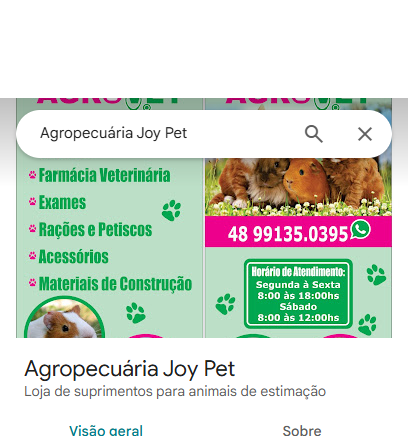 Agropecuária Joy Pet
Farmácia Veterinária
Exames
Rações e Petiscos
Acessórios
Materiais de Construção
48 99135.0395
Horário de Atendimento:
Segunda à Sexta
8:00 às 18:00hs
Sábado
8:00 às 12:00hs
Agropecuária Joy Pet
Loja de suprimentos para animais de estimação
Visão geral
Sobre